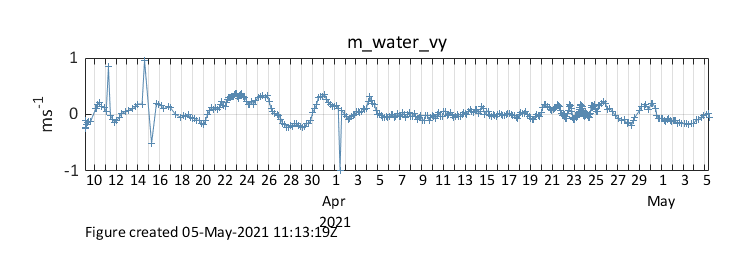 m_water_vy
ms⁻¹
1
0
-1
10 12 14 16 18 20 22 24 26 28 30 1 3 5 7 9 11 13 15 17 19 21 23 25 27 29 1 3 5
Apr May
2021
Figure created 05-May-2021 11:13:19Z